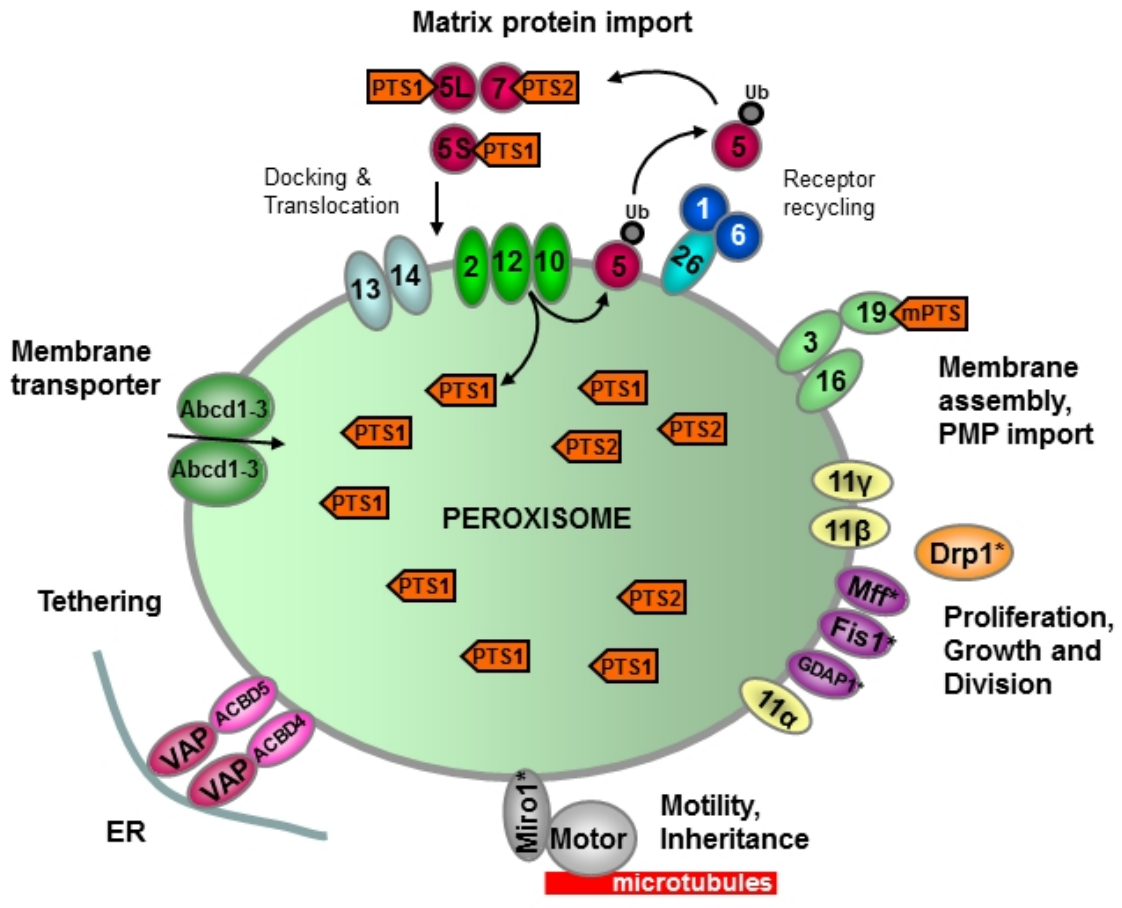 Matrix protein import
PTS1
5L
7
PTS2
Ub
5
5S
PTS1
Docking &
Translocation
Receptor
recycling
Ub
1
6
26
5
2
12
10
13
14
19
mPTS
3
16
Membrane
transporter
Membrane
assembly,
PMP import
Abcd1-3
Abcd1-3
PTS1
PTS1
PTS1
PTS2
PTS2
PTS1
PEROXISOME
11γ
11β
Drp1*
Mff*
Fis1*
GDAP1*
11α
Proliferation,
Growth and
Division
PTS1
PTS2
PTS1
PTS1
Tethering
ACBD5
VAP
ACBD4
VAP
ER
Miro1*
Motor
Motility,
Inheritance
microtubules